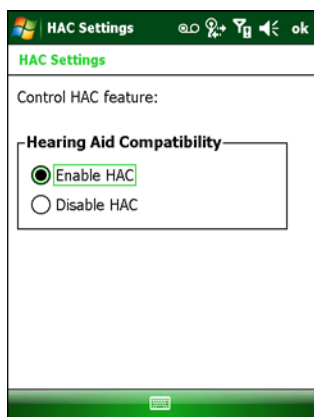 HAC Settings
ok
HAC Settings
Control HAC feature:
Hearing Aid Compatibility
Enable HAC
Disable HAC